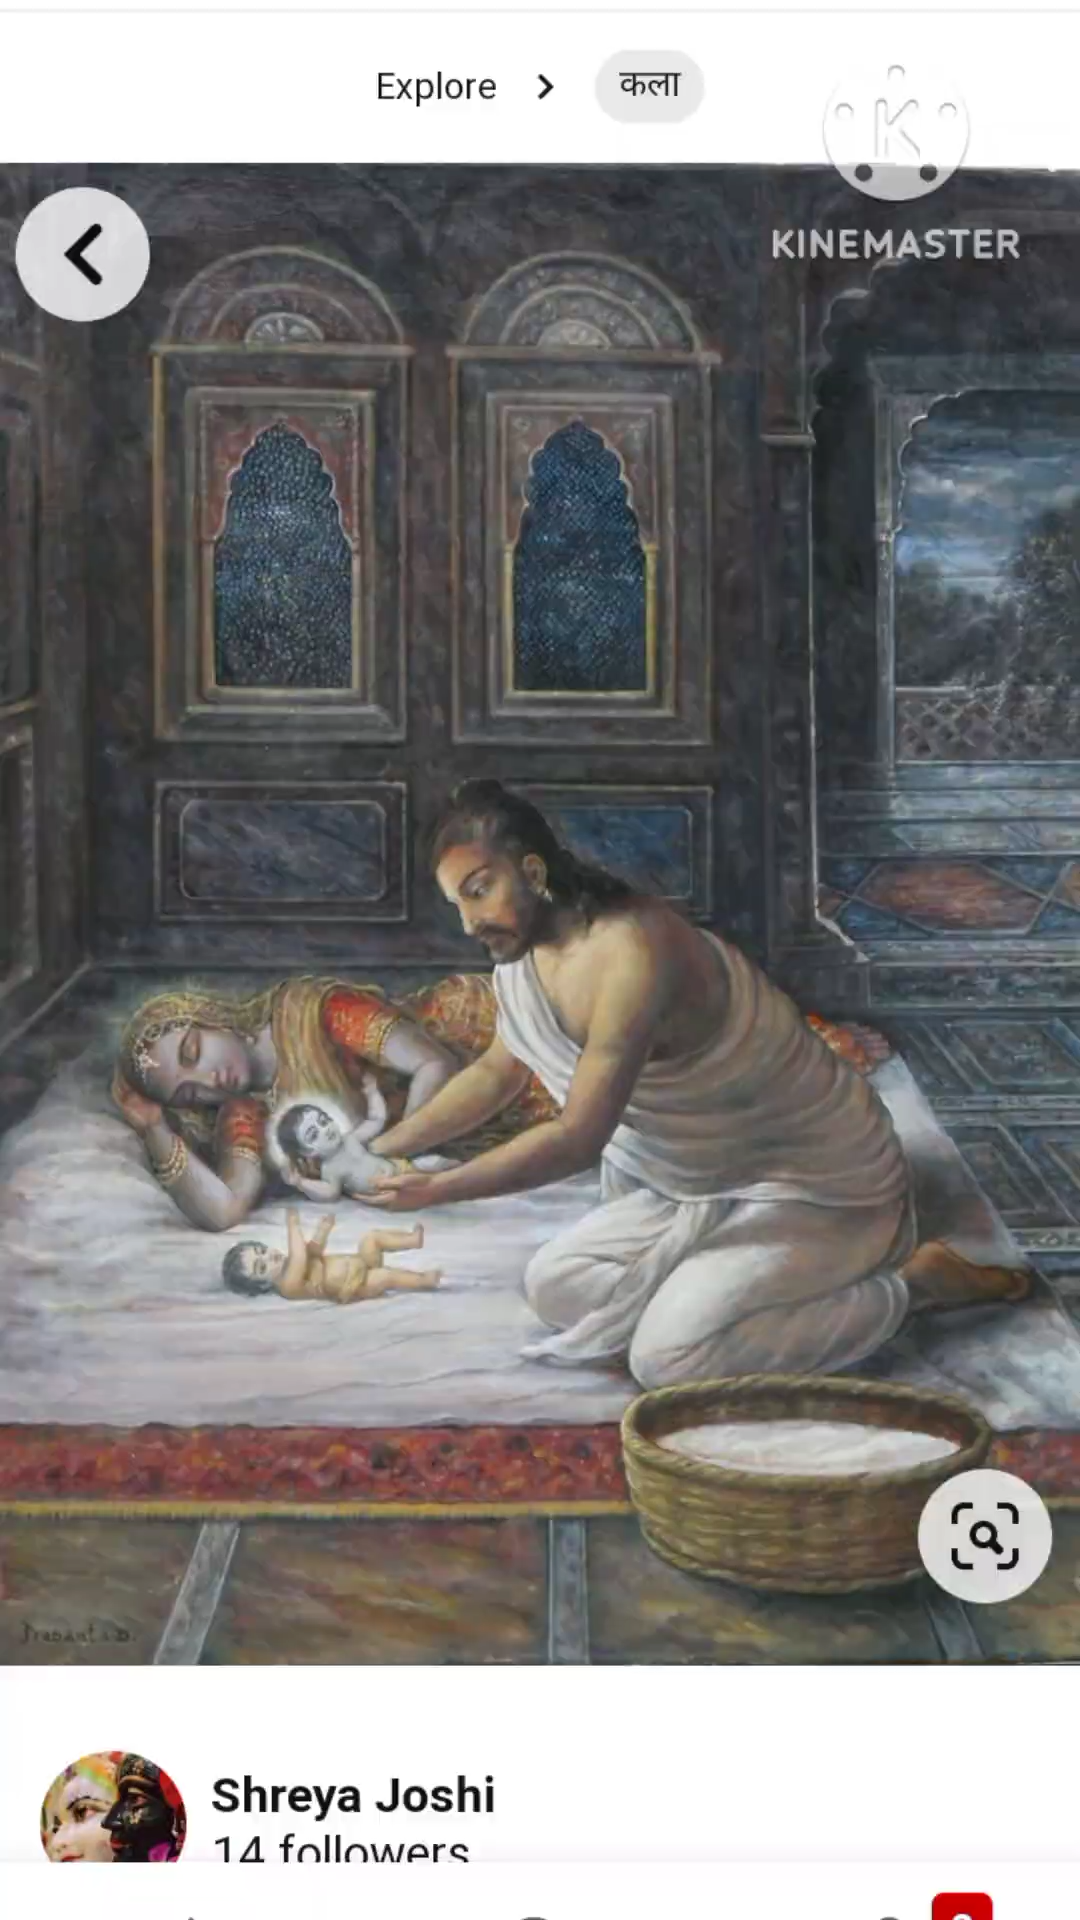 Explore > कला
KINEMASTER
Shreya Joshi
14 followers